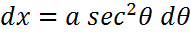 dx = a sec²θ dθ